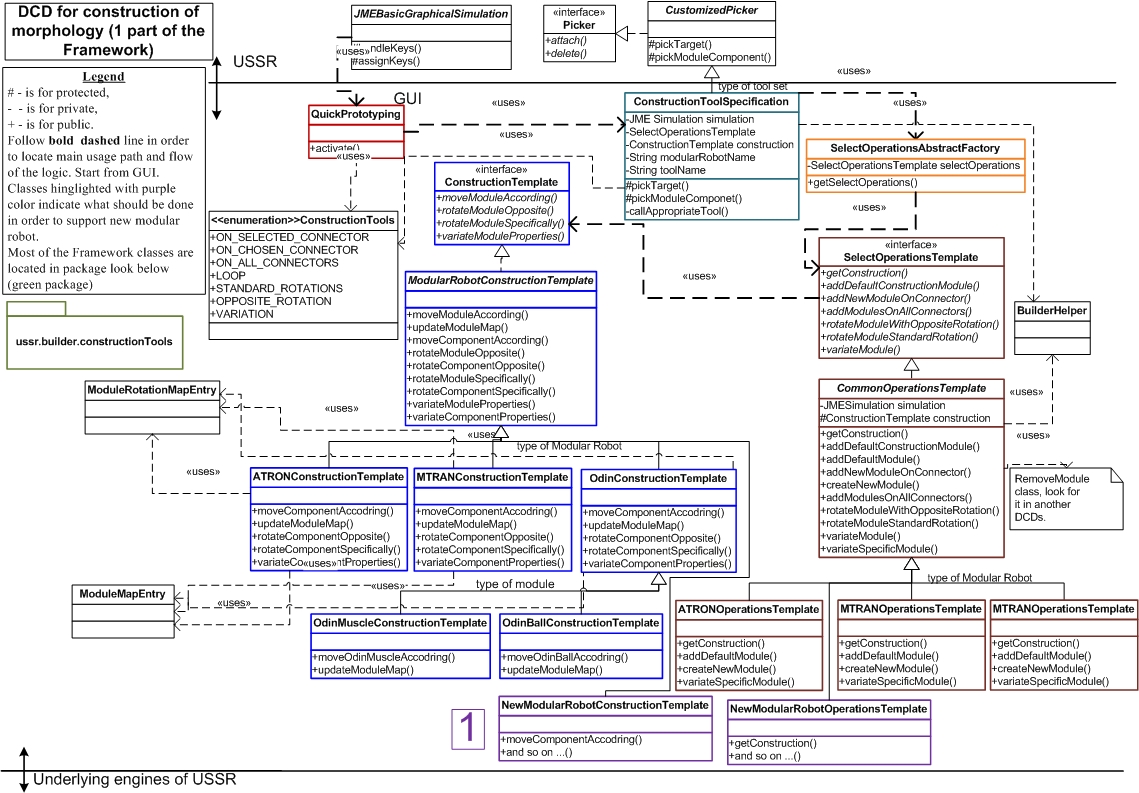 DCD for construction of
morphology (1 part of the
Framework)
Legend
# - is for protected,
- - is for private,
+ - is for public.
Follow bold dashed line in order
to locate main usage path and flow
of the logic. Start from GUI.
Classes hinglighted with purple
color indicate what should be done
in order to support new modular
robot.
Most of the Framework classes are
located in package look below
(green package)
ussr.builder.constructionTools
USSR
GUI
JMEBasicGraphicalSimulation
ndleKeys()
#assignKeys()
«uses»
«interface»
Picker
+attach()
+delete()
CustomizedPicker
#pickTarget()
#pickModuleComponent()
«uses»
type of tool set
QuickPrototyping
+activate()
«uses»
«uses»
«uses»
ConstructionToolSpecification
-JME Simulation simulation
-SelectOperationsTemplate
-ConstructionTemplate construction
-String modularRobotName
-String toolName
#pickTarget()
#pickModuleComponet()
-callAppropriateTool()
SelectOperationsAbstractFactory
-SelectOperationsTemplate selectOperations
+getSelectOperations()
«uses»
«interface»
ConstructionTemplate
+moveModuleAccording()
+rotateModuleOpposite()
+rotateModuleSpecifically()
+variateModuleProperties()
<<enumeration>>ConstructionTools
+ON_SELECTED_CONNECTOR
+ON_CHOSEN_CONNECTOR
+ON_ALL_CONNECTORS
+LOOP
+STANDARD_ROTATIONS
+OPPOSITE_ROTATION
+VARIATION
«interface»
SelectOperationsTemplate
+getConstruction()
+addDefaultConstructionModule()
+addNewModuleOnConnector()
+addModulesOnAllConnectors()
+rotateModuleWithOppositeRotation()
+rotateModuleStandardRotation()
+variateModule()
«uses»
BuilderHelper
ModularRobotConstructionTemplate
+moveModuleAccording()
+updateModuleMap()
+moveComponentAccording()
+rotateModuleOpposite()
+rotateComponentOpposite()
+rotateModuleSpecifically()
+rotateComponentSpecifically()
+variateModuleProperties()
+variateComponentProperties()
CommonOperationsTemplate
-JMESimulation simulation
#ConstructionTemplate construction
+getConstruction()
+addDefaultConstructionModule()
+addDefaultModule()
+addNewModuleOnConnector()
+createNewModule()
+addModulesOnAllConnectors()
+rotateModuleWithOppositeRotation()
+rotateModuleStandardRotation()
+variateModule()
+variateSpecificModule()
«uses»
«uses»
RemoveModule
class, look for
it in another
DCDs.
ModuleRotationMapEntry
«uses»
«uses»
«uses»
type of Modular Robot
ATRONConstructionTemplate
+moveComponentAccodring()
+updateModuleMap()
+rotateComponentOpposite()
+rotateComponentSpecifically()
+variateCo«uses»ntProperties()
MTRANConstructionTemplate
+moveComponentAccodring()
+updateModuleMap()
+rotateComponentOpposite()
+rotateComponentSpecifically()
+variateComponentProperties()
OdinConstructionTemplate
+moveComponentAccodring()
+updateModuleMap()
+rotateComponentOpposite()
+rotateComponentSpecifically()
+variateComponentProperties()
ModuleMapEntry
«uses»
«uses»
type of module
type of Modular Robot
OdinMuscleConstructionTemplate
+moveOdinMuscleAccodring()
+updateModuleMap()
OdinBallConstructionTemplate
+moveOdinBallAccodring()
+updateModuleMap()
ATRONOperationsTemplate
+getConstruction()
+addDefaultModule()
+createNewModule()
+variateSpecificModule()
MTRANOperationsTemplate
+getConstruction()
+addDefaultModule()
+createNewModule()
+variateSpecificModule()
MTRANOperationsTemplate
+getConstruction()
+addDefaultModule()
+createNewModule()
+variateSpecificModule()
1
NewModularRobotConstructionTemplate
+moveComponentAccodring()
+and so on ...()
NewModularRobotOperationsTemplate
+getConstruction()
+and so on ...()
Underlying engines of USSR